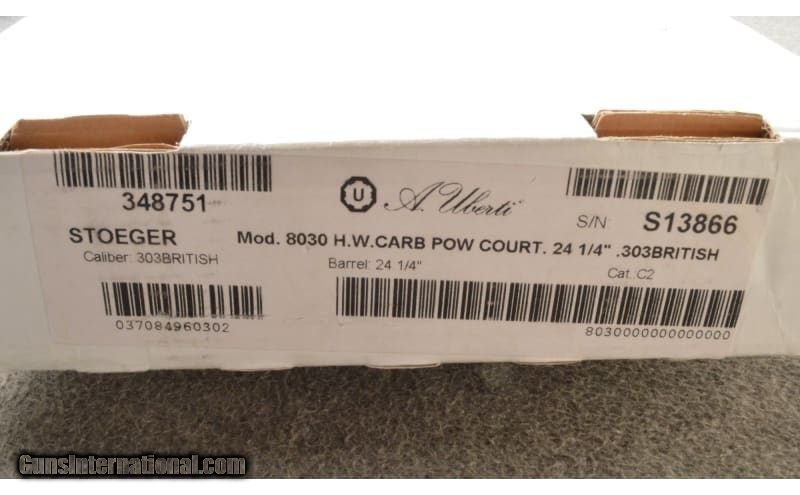 348751
U
A. Uberti
S/N: S13866
STOEGER
Mod. 8030 H.W.CARB POW COURT. 24 1/4" .303BRITISH
Caliber: 303BRITISH
Barrel: 24 1/4"
Cat.:C2
037084960302
8030000000000000
GunsInternational.com